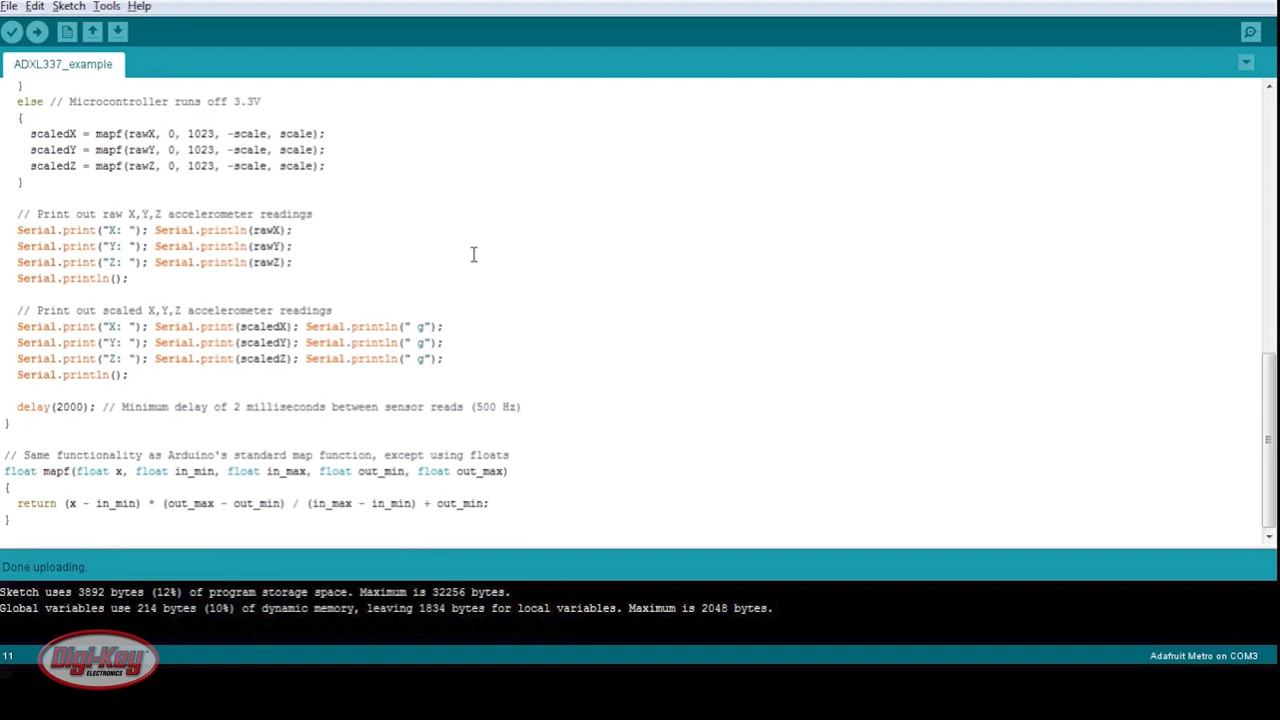 File Edit Sketch Tools Help
ADXL337_example
}
else // Microcontroller runs off 3.3V
{
scaledX = mapf(rawX, 0, 1023, -scale, scale);
scaledY = mapf(rawY, 0, 1023, -scale, scale);
scaledZ = mapf(rawZ, 0, 1023, -scale, scale);
}
// Print out raw X,Y,Z accelerometer readings
Serial.print("X: "); Serial.println(rawX);
Serial.print("Y: "); Serial.println(rawY);
Serial.print("Z: "); Serial.println(rawZ);
Serial.println();
// Print out scaled X,Y,Z accelerometer readings
Serial.print("X: "); Serial.print(scaledX); Serial.println(" g");
Serial.print("Y: "); Serial.print(scaledY); Serial.println(" g");
Serial.print("Z: "); Serial.print(scaledZ); Serial.println(" g");
Serial.println();
delay(2000); // Minimum delay of 2 milliseconds between sensor reads (500 Hz)
}
// Same functionality as Arduino's standard map function, except using floats
float mapf(float x, float in_min, float in_max, float out_min, float out_max)
{
return (x - in_min) * (out_max - out_min) / (in_max - in_min) + out_min;
}
Done uploading.
Sketch uses 3892 bytes (12%) of program storage space. Maximum is 32256 bytes.
Global variables use 214 bytes (10%) of dynamic memory, leaving 1834 bytes for local variables. Maximum is 2048 bytes.
11
Adafruit Metro on COM3
Digi-Key
ELECTRONICS